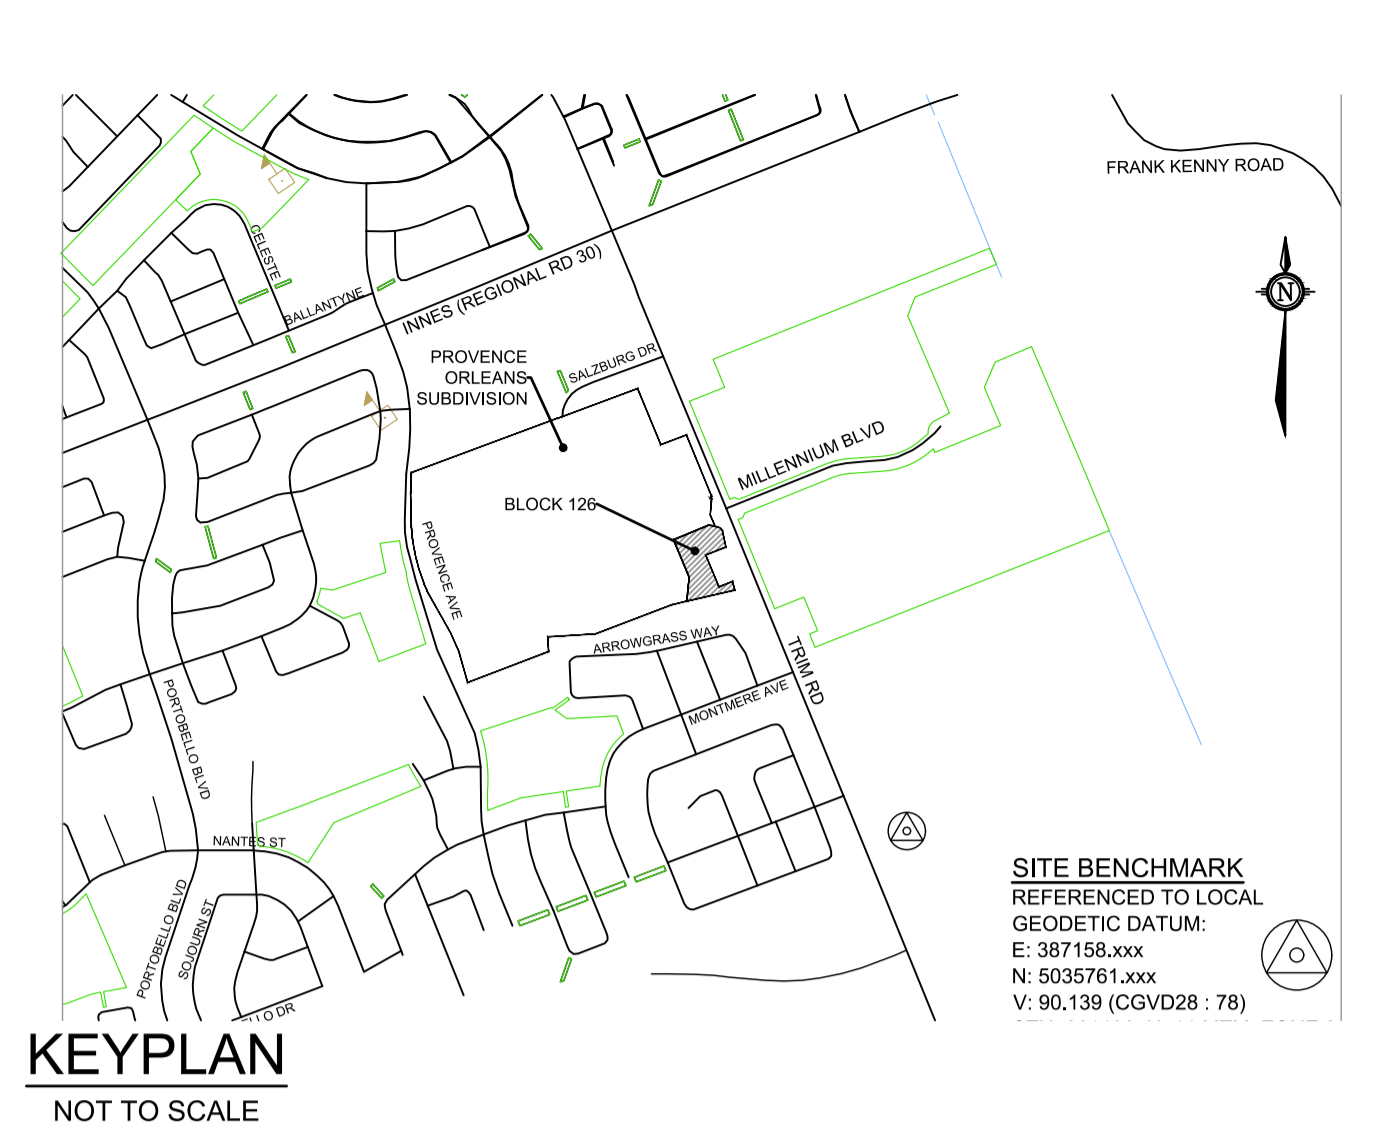 FRANK KENNY ROAD
CELESTE
BALLANTYNE
INNES (REGIONAL RD 30)
N
PROVENCE
ORLEANS
SUBDIVISION
SALZBURG DR
MILLENNIUM BLVD
BLOCK 126
PROVENCE AVE
ARROWGRASS WAY
TRIM RD
MONTMERE AVE
PORTOBELLO BLVD
NANTES ST
PORTOBELLO BLVD
SOJOURN ST
ELLO DR
SITE BENCHMARK
REFERENCED TO LOCAL
GEODETIC DATUM:
E: 387158.xxx
N: 5035761.xxx
V: 90.139 (CGVD28 : 78)
KEYPLAN
NOT TO SCALE